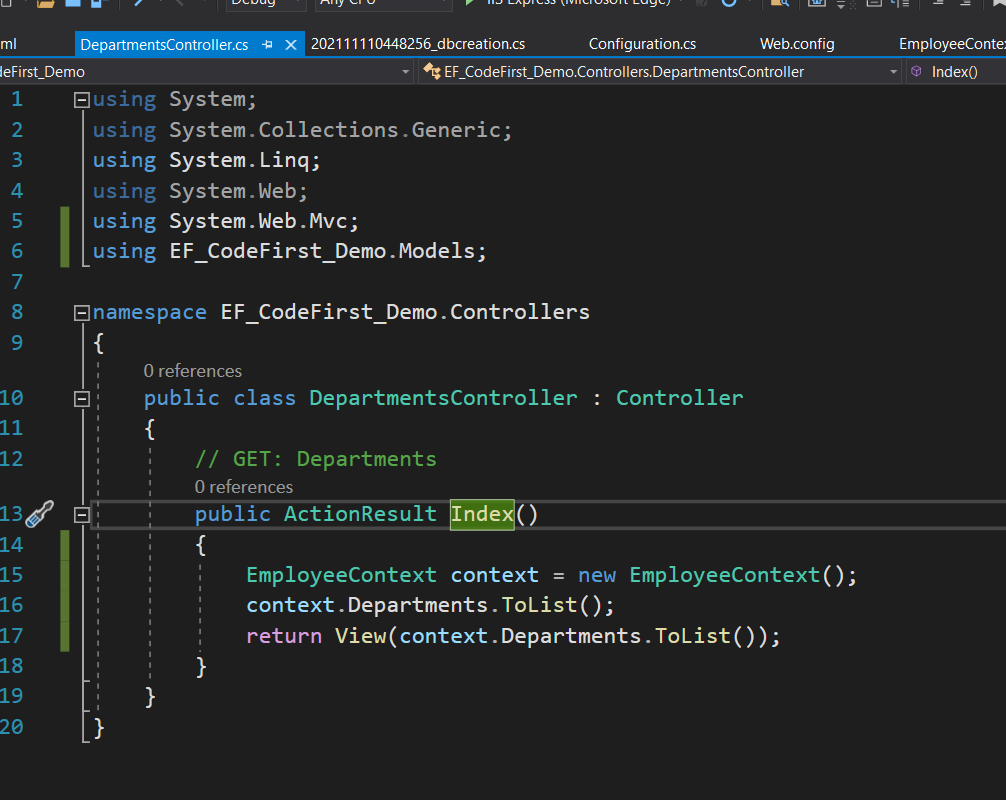 Debug Any CPU IIS Express (Microsoft Edge)
ml DepartmentsController.cs 202111110448256_dbcreation.cs Configuration.cs Web.config EmployeeContex
deFirst_Demo EF_CodeFirst_Demo.Controllers.DepartmentsController Index()
1 using System;
2 using System.Collections.Generic;
3 using System.Linq;
4 using System.Web;
5 using System.Web.Mvc;
6 using EF_CodeFirst_Demo.Models;
7
8 namespace EF_CodeFirst_Demo.Controllers
9 {
0 references
10 public class DepartmentsController : Controller
11 {
12 // GET: Departments
0 references
13 public ActionResult Index()
14 {
15 EmployeeContext context = new EmployeeContext();
16 context.Departments.ToList();
17 return View(context.Departments.ToList());
18 }
19 }
20 }